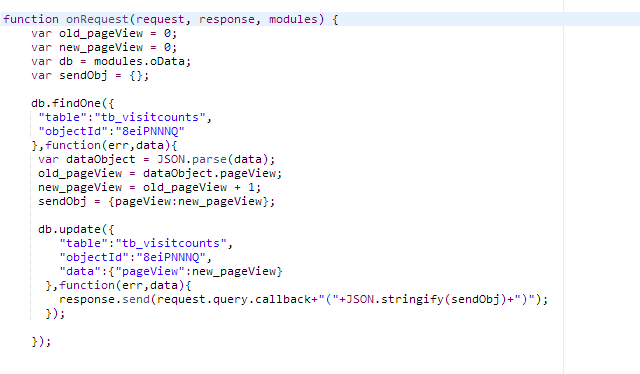 function onRequest(request, response, modules) {
    var old_pageView = 0;
    var new_pageView = 0;
    var db = modules.oData;
    var sendObj = {};

    db.findOne({
     "table":"tb_visitcounts",
     "objectId":"8eiPNNNQ"
    },function(err,data){
     var dataObject = JSON.parse(data);
     old_pageView = dataObject.pageView;
     new_pageView = old_pageView + 1;
     sendObj = {pageView:new_pageView};

     db.update({
        "table":"tb_visitcounts",
        "objectId":"8eiPNNNQ",
        "data":{"pageView":new_pageView}
      },function(err,data){
        response.send(request.query.callback+"("+JSON.stringify(sendObj)+")");
      });

    });